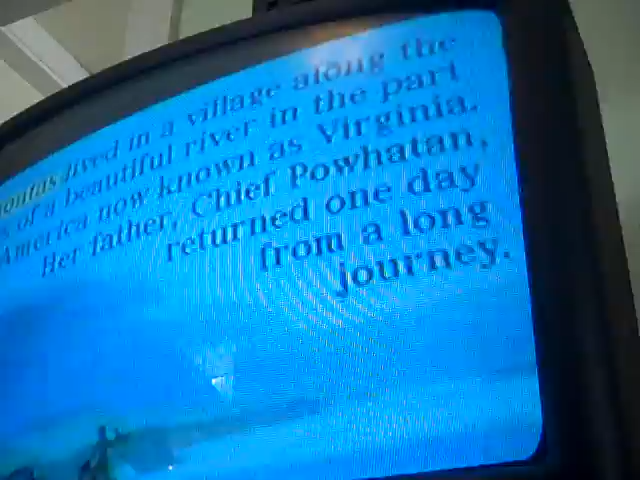 lived in a village along the
of a beautiful river in the part
America now known as Virginia.
Her father, Chief Powhatan,
returned one day
from a long
journey.